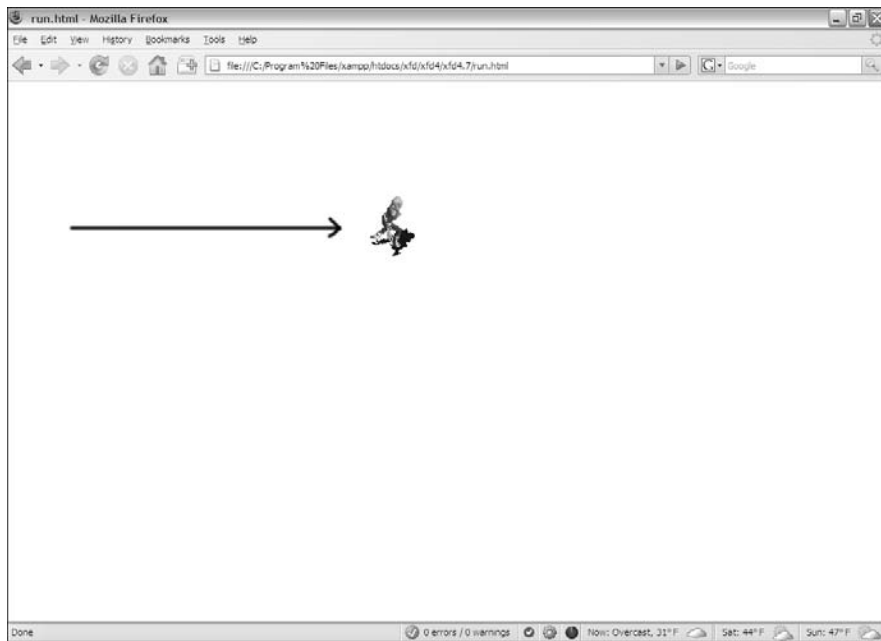 run.html - Mozilla Firefox
File Edit View History Bookmarks Tools Help
file:///C:/Program%20Files/xampp/htdocs/xfd/xfd4/xfd4.7/run.html G Google
Done 0 errors / 0 warnings Now: Overcast, 31° F Sat: 44° F Sun: 47° F